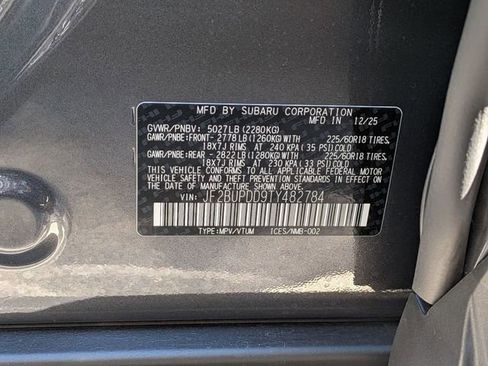 MFD BY SUBARU CORPORATION
MFD. IN 12/25
GVWR/PNBV: 5027LB (2280KG)
GAWR/PNBE:FRONT- 2778 LB (1260KG) WITH 225/60R18 TIRES,
18X7J RIMS AT 240 KPA (35 PSI) COLD
GAWR/PNBE:REAR - 2822 LB (1280KG) WITH 225/60R18 TIRES,
18X7J RIMS AT 230 KPA (33 PSI) COLD
THIS VEHICLE CONFORMS TO ALL APPLICABLE FEDERAL MOTOR
VEHICLE SAFETY AND THEFT PREVENTION STANDARDS IN EFFECT
ON THE DATE OF MANUFACTURE SHOWN ABOVE.
VIN: JF2BUPDD9TY482784
TYPE:MPV/VTUM ICES/NMB-002